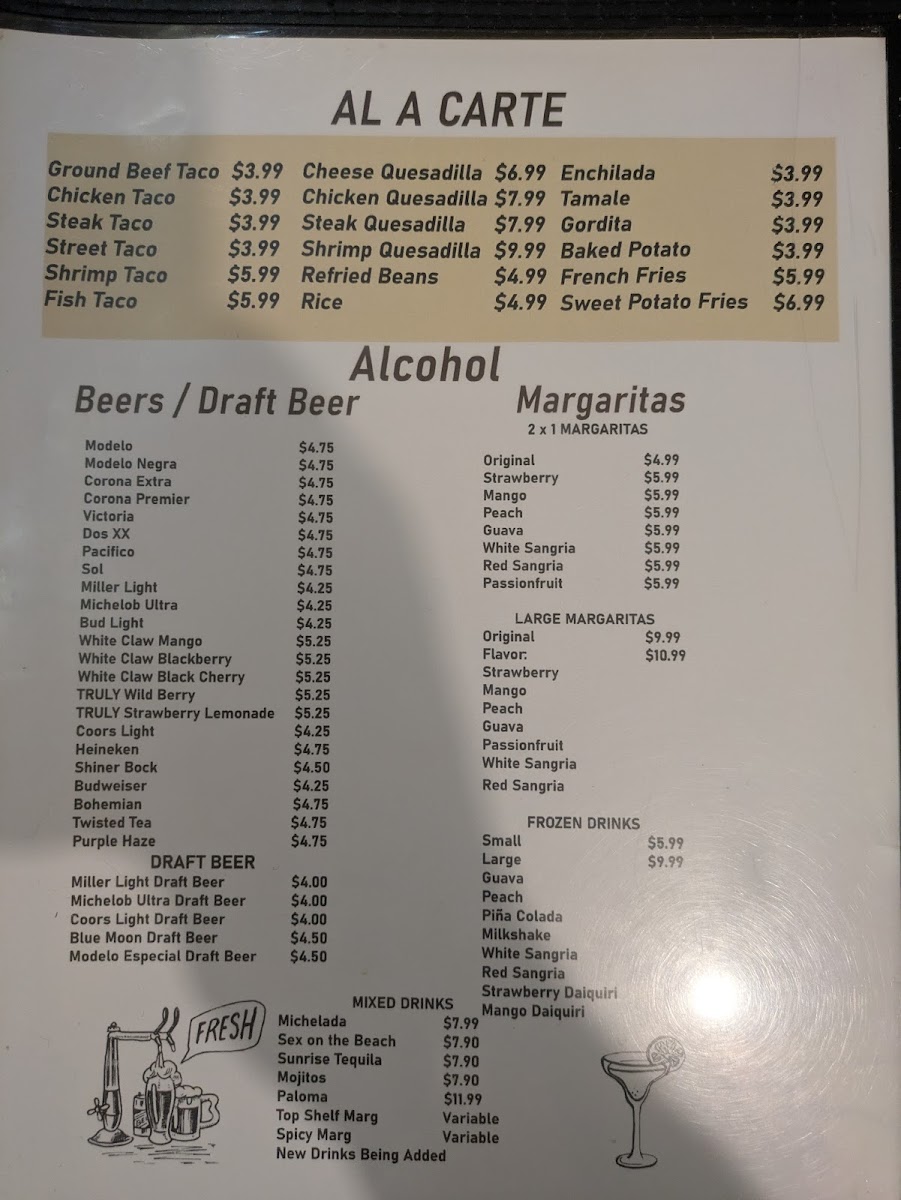 AL A CARTE
Ground Beef Taco $3.99 Cheese Quesadilla $6.99 Enchilada $3.99
Chicken Taco $3.99 Chicken Quesadilla $7.99 Tamale $3.99
Steak Taco $3.99 Steak Quesadilla $7.99 Gordita $3.99
Street Taco $3.99 Shrimp Quesadilla $9.99 Baked Potato $3.99
Shrimp Taco $5.99 Refried Beans $4.99 French Fries $5.99
Fish Taco $5.99 Rice $4.99 Sweet Potato Fries $6.99
Alcohol
Beers / Draft Beer
Modelo $4.75
Modelo Negra $4.75
Corona Extra $4.75
Corona Premier $4.75
Victoria $4.75
Dos XX $4.75
Pacifico $4.75
Sol $4.75
Miller Light $4.25
Michelob Ultra $4.25
Bud Light $4.25
White Claw Mango $5.25
White Claw Blackberry $5.25
White Claw Black Cherry $5.25
TRULY Wild Berry $5.25
TRULY Strawberry Lemonade $5.25
Coors Light $4.25
Heineken $4.75
Shiner Bock $4.50
Budweiser $4.25
Bohemian $4.75
Twisted Tea $4.75
Purple Haze $4.75
DRAFT BEER
Miller Light Draft Beer $4.00
Michelob Ultra Draft Beer $4.00
Coors Light Draft Beer $4.00
Blue Moon Draft Beer $4.50
Modelo Especial Draft Beer $4.50
Margaritas
2 x 1 MARGARITAS
Original $4.99
Strawberry $5.99
Mango $5.99
Peach $5.99
Guava $5.99
White Sangria $5.99
Red Sangria $5.99
Passionfruit $5.99
LARGE MARGARITAS
Original $9.99
Flavor: $10.99
Strawberry
Mango
Peach
Guava
Passionfruit
White Sangria
Red Sangria
FROZEN DRINKS
Small $5.99
Large $9.99
Guava
Peach
Piña Colada
Milkshake
White Sangria
Red Sangria
Strawberry Daiquiri
Mango Daiquiri
MIXED DRINKS
Michelada $7.99
Sex on the Beach $7.90
Sunrise Tequila $7.90
Mojitos $7.90
Paloma $11.99
Top Shelf Marg Variable
Spicy Marg Variable
New Drinks Being Added
FRESH